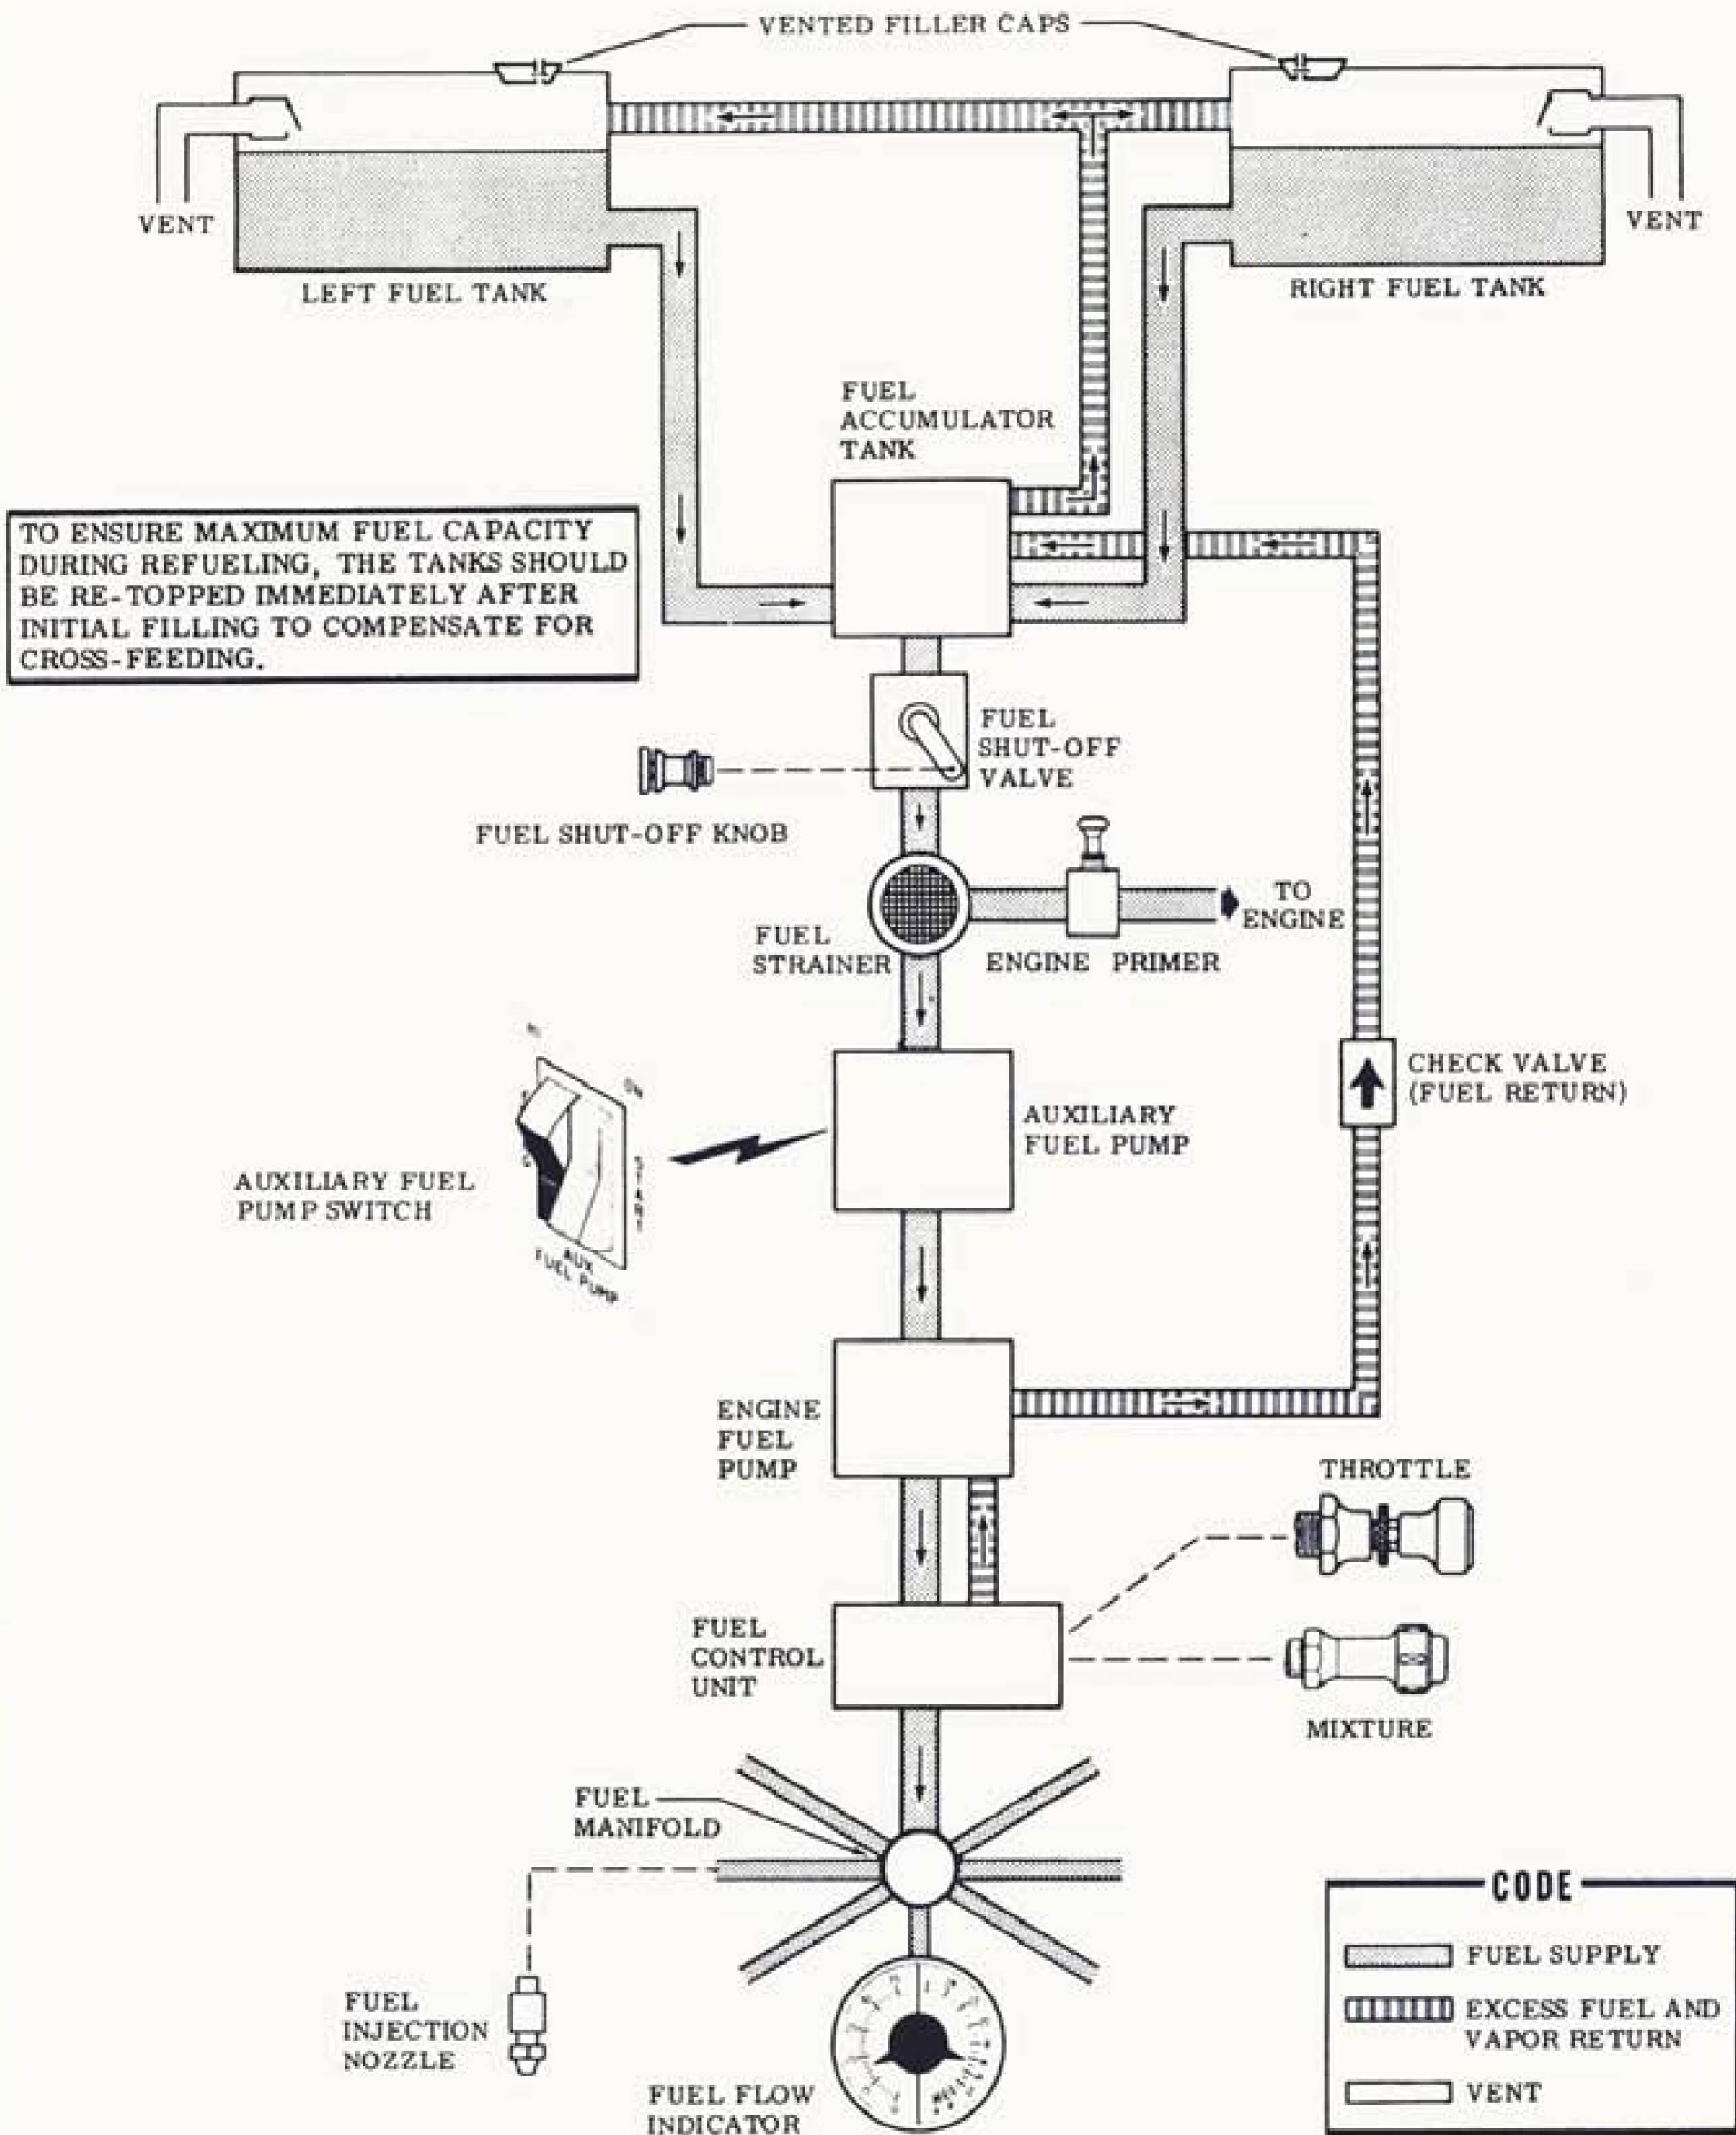 VENTED FILLER CAPS
VENT
VENT
LEFT FUEL TANK
RIGHT FUEL TANK
FUEL
ACCUMULATOR
TANK
TO ENSURE MAXIMUM FUEL CAPACITY
DURING REFUELING, THE TANKS SHOULD
BE RE-TOPPED IMMEDIATELY AFTER
INITIAL FILLING TO COMPENSATE FOR
CROSS-FEEDING.
FUEL
SHUT-OFF
VALVE
FUEL SHUT-OFF KNOB
TO
ENGINE
FUEL
STRAINER
ENGINE PRIMER
ON
START
AUX
FUEL PUMP
CHECK VALVE
(FUEL RETURN)
AUXILIARY
FUEL PUMP
AUXILIARY FUEL
PUMP SWITCH
ENGINE
FUEL
PUMP
THROTTLE
FUEL
CONTROL
UNIT
MIXTURE
FUEL
MANIFOLD
CODE
FUEL SUPPLY
EXCESS FUEL AND
VAPOR RETURN
VENT
FUEL
INJECTION
NOZZLE
FUEL FLOW
INDICATOR